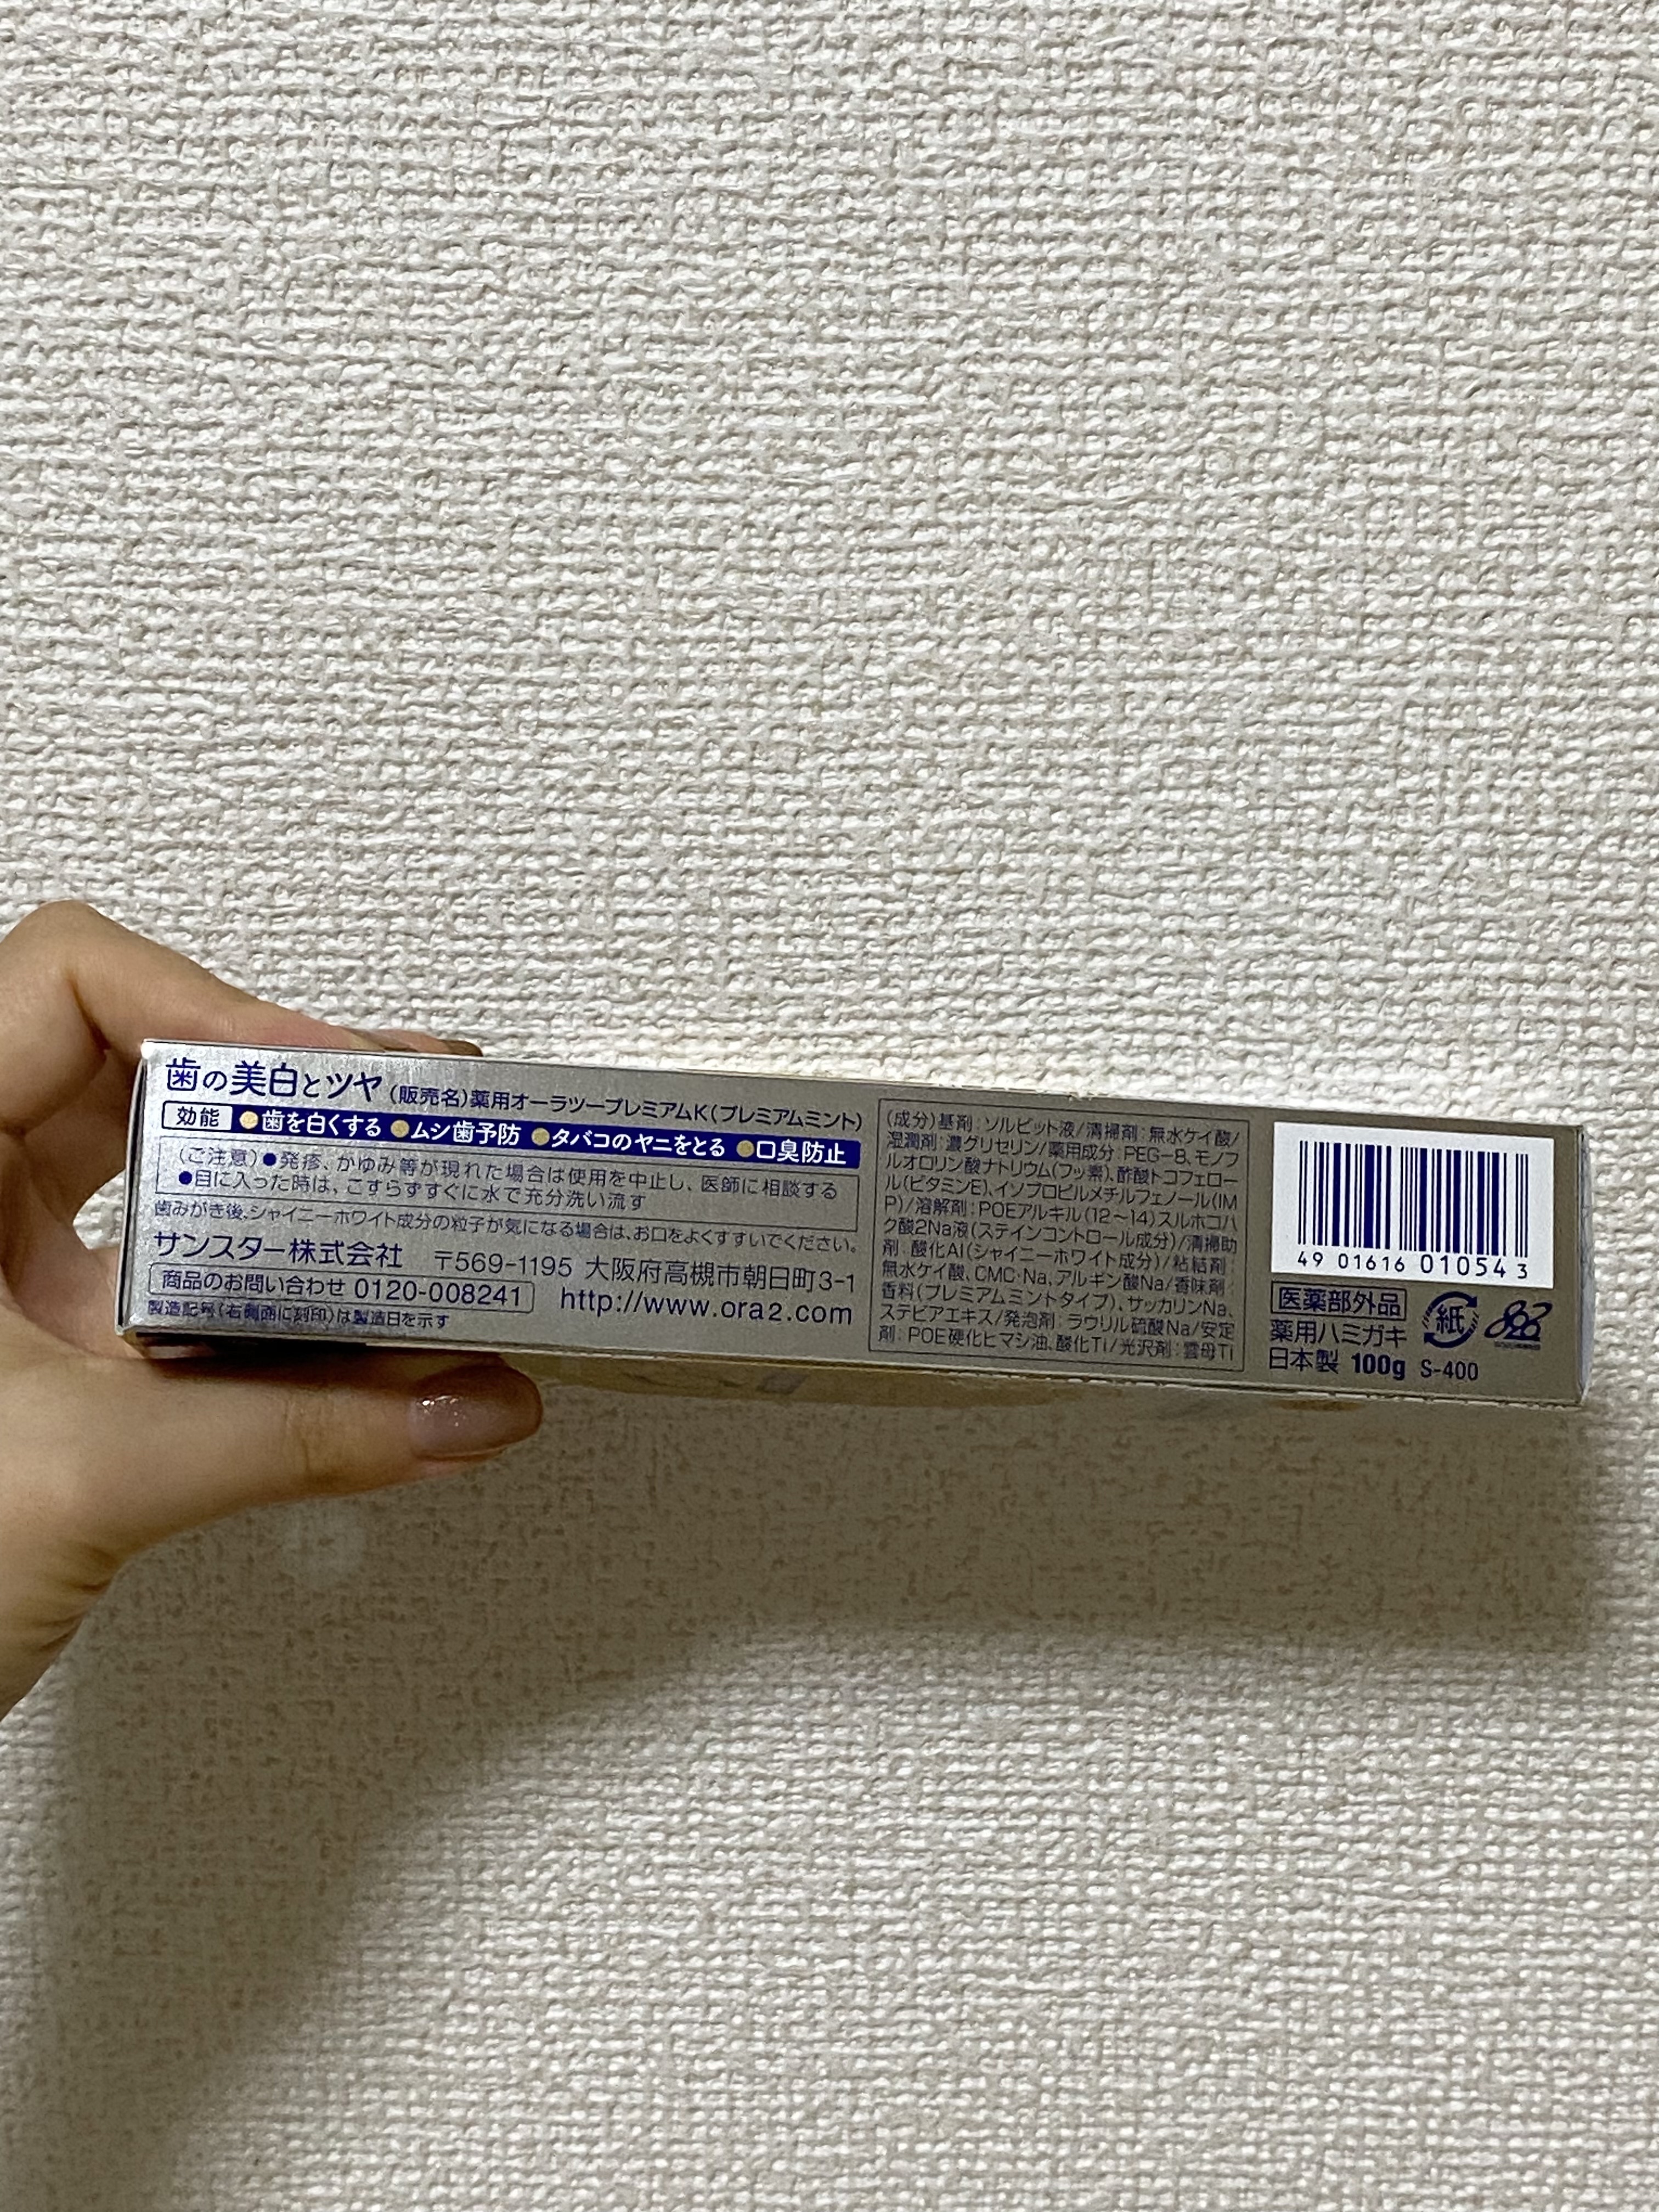 歯の美白とツヤ (販売名)薬用オーラツープレミアムK(プレミアムミント)
効能 ●歯を白くする ●ムシ歯予防 ●タバコのヤニをとる ●口臭防止
(ご注意)●発疹、かゆみ等が現れた場合は使用を中止し、医師に相談する
●目に入った時は、こすらずすぐに水で充分洗い流す
歯みがき後、シャイニーホワイト成分の粒子が気になる場合は、お口をよくすすいでください。
サンスター株式会社 〒569-1195 大阪府高槻市朝日町3-1
商品のお問い合わせ 0120-008241 http://www.ora2.com
製造記号(右側面に刻印)は製造日を示す
(成分)基剤:ソルビット液/清掃剤:無水ケイ酸/
湿潤剤:濃グリセリン/薬用成分:PEG-8、モノフ
ルオロリン酸ナトリウム(フッ素)、酢酸トコフェロー
ル(ビタミンE)、イソプロピルメチルフェノール(IM
P)/溶解剤:POEアルキル(12~14)スルホコハ
ク酸2Na液(ステインコントロール成分)/清掃助
剤:酸化Al(シャイニーホワイト成分)/粘結剤:
無水ケイ酸、CMC・Na、アルギン酸Na/香味剤:
香料(プレミアムミントタイプ)、サッカリンNa、
ステビアエキス/発泡剤:ラウリル硫酸Na/安定
剤:POE硬化ヒマシ油、酸化Ti/光沢剤:雲母Ti
4901616010543
医薬部外品
薬用ハミガキ
日本製 100g S-400
紙